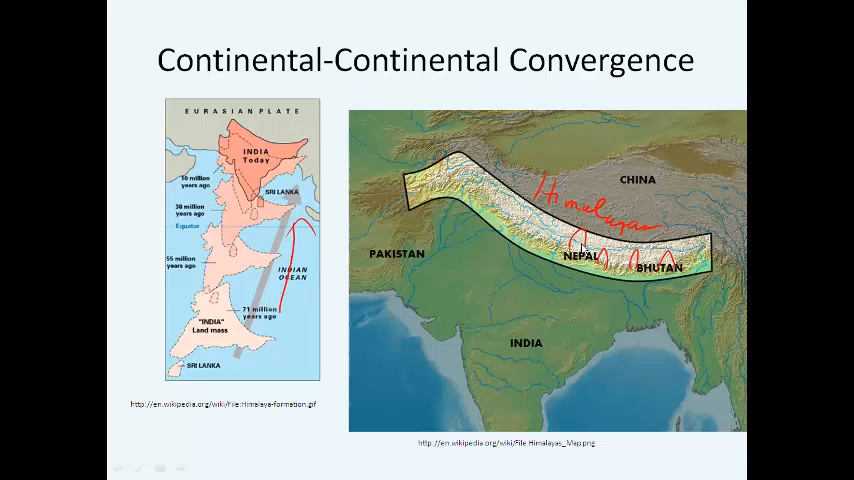 Continental-Continental Convergence
E U R A S I A N P L A T E
INDIA
Today
10 million
years ago
SRI LANKA
38 million
years ago
Equator
55 million
years ago
INDIAN
OCEAN
71 million
years ago
"INDIA"
Land mass
SRI LANKA
http://en.wikipedia.org/wiki/File:Himalaya-formation.gif
CHINA
Himalayas
PAKISTAN
NEPAL
BHUTAN
INDIA
http://en.wikipedia.org/wiki/File:Himalayas_Map.png